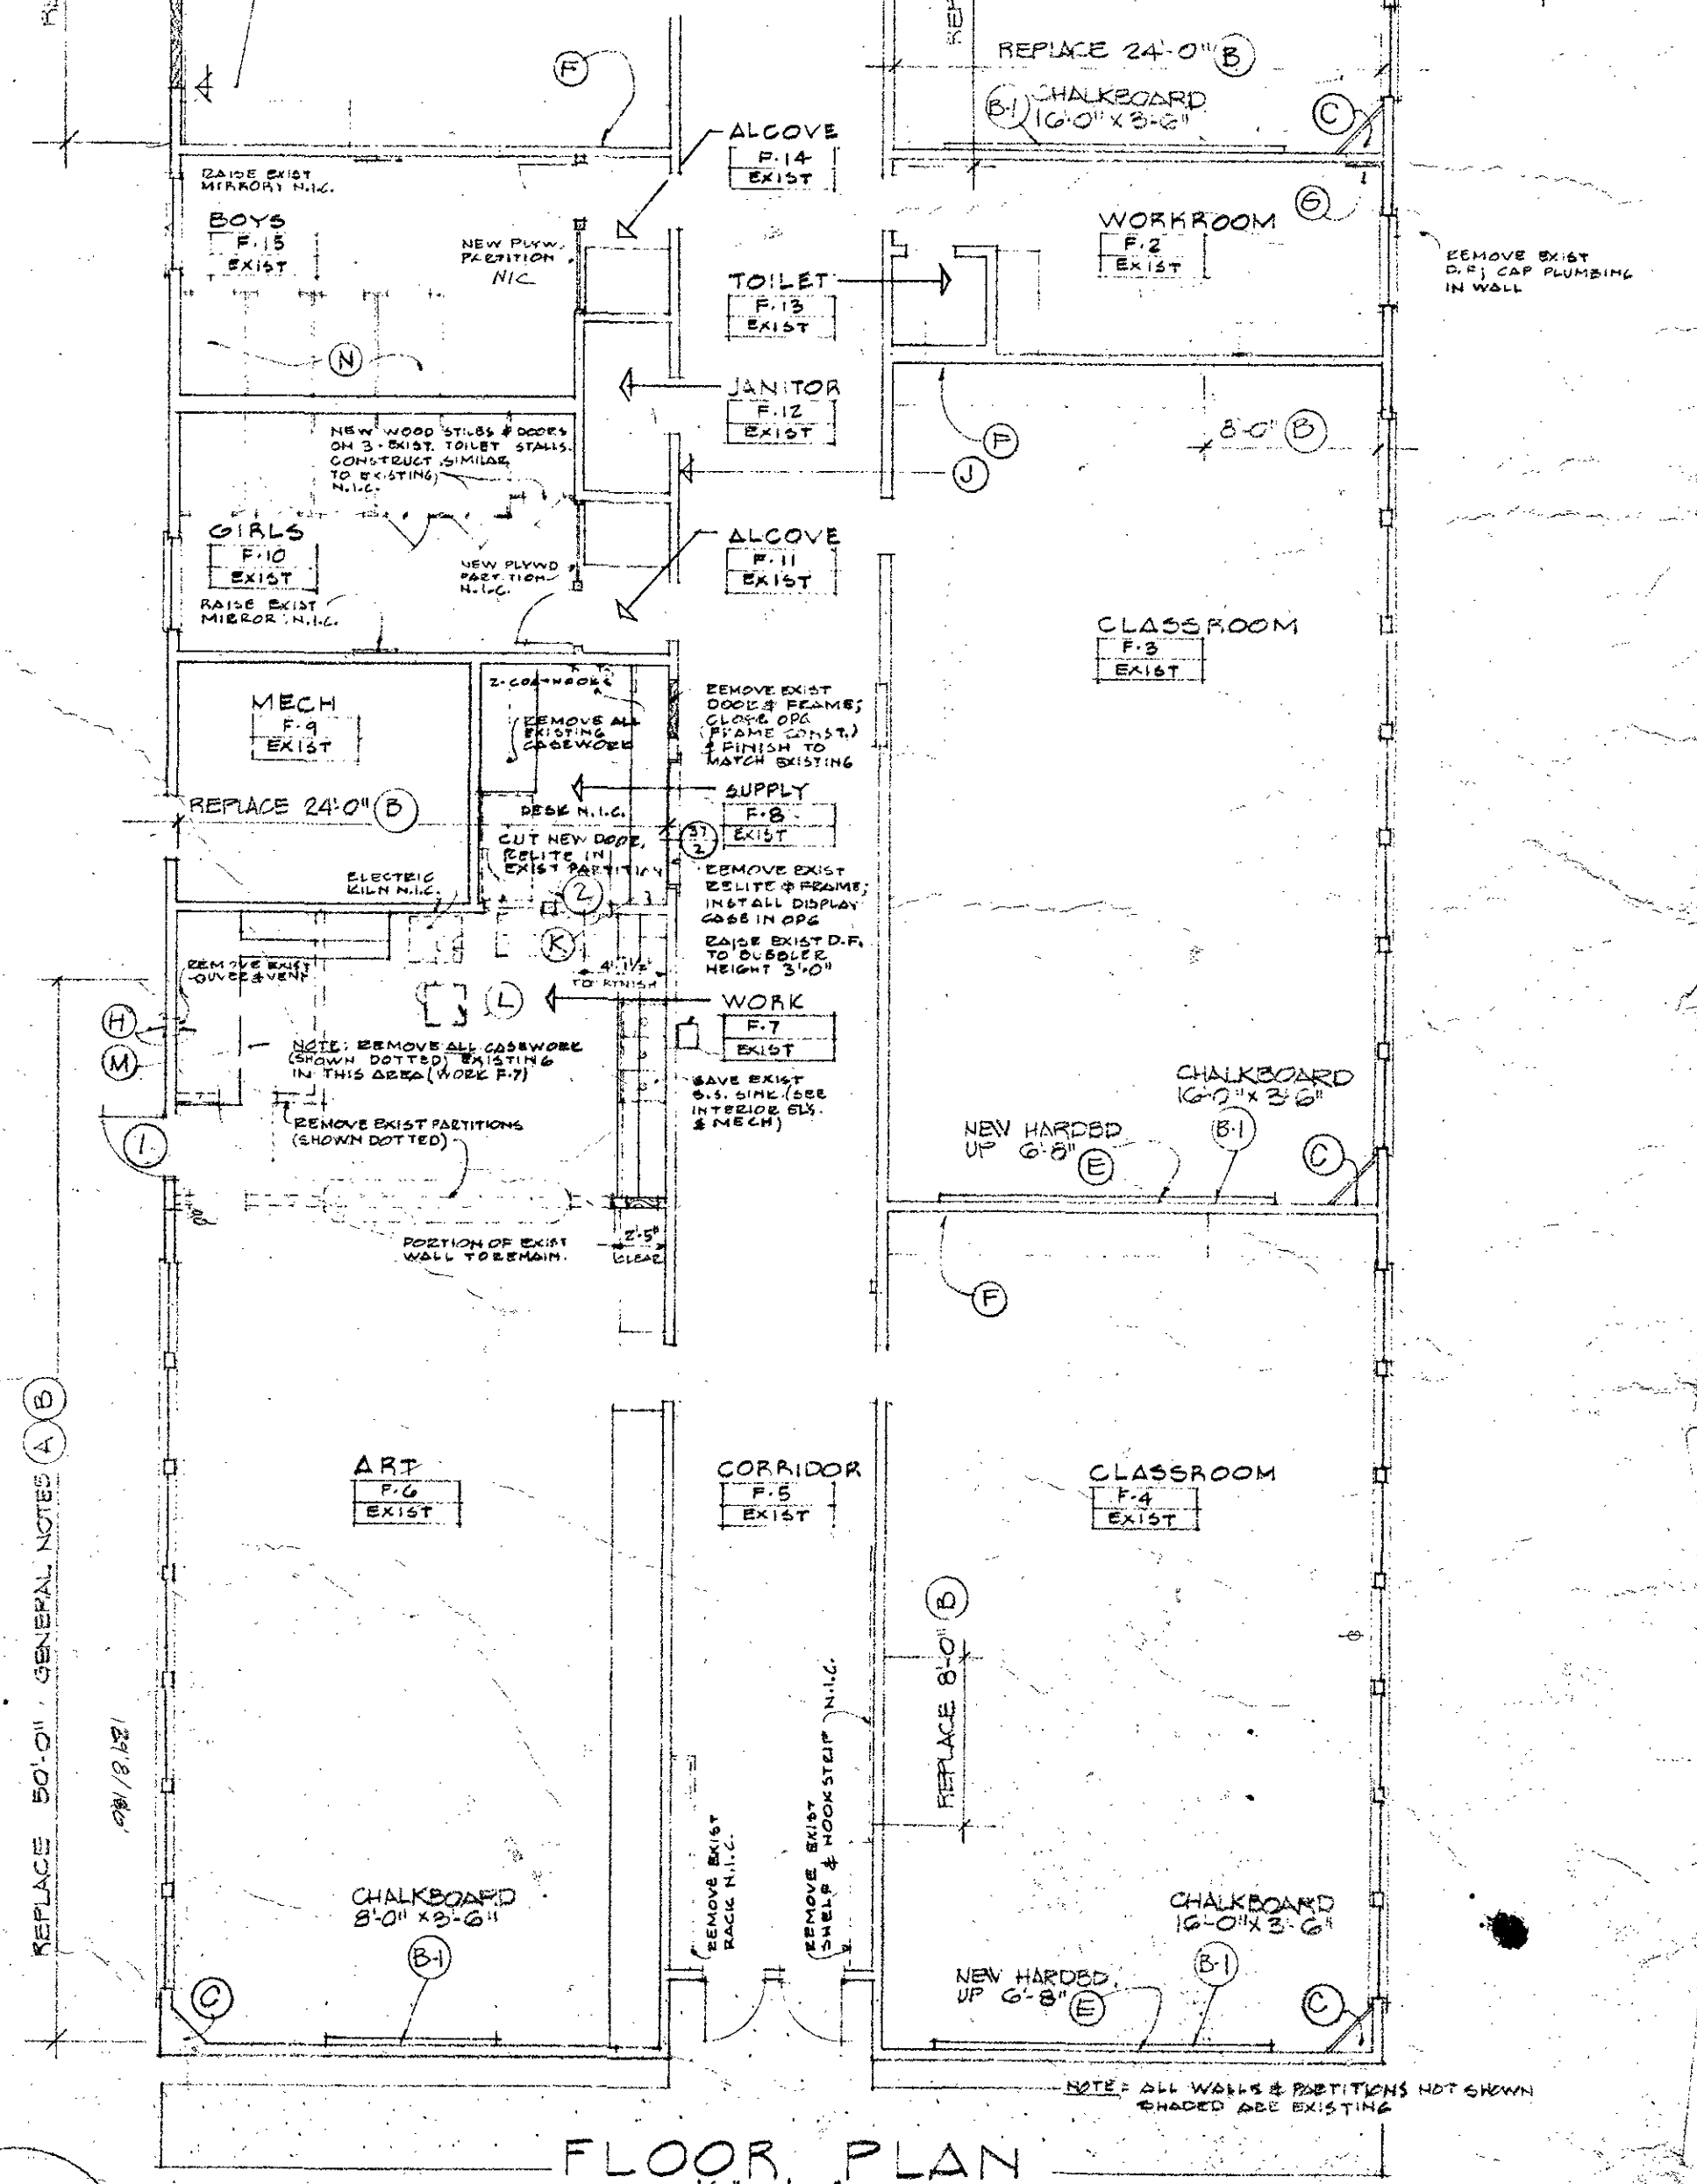 REPLACE 24'-0" B
B-1 CHALKBOARD
16'0" x 3'-6"
C
F
ALCOVE
F.14
EXIST
RAISE EXIST
MIRROR N.I.C.
BOYS
F.15
EXIST
NEW PLYW.
PARTITION
NIC
N
TOILET
F.13
EXIST
WORKROOM
F.2
EXIST
G
REMOVE EXIST
D.F; CAP PLUMBING
IN WALL
JANITOR
F.12
EXIST
F
J
8'-0" B
NEW WOOD STILES & DOORS
ON 3-EXIST. TOILET STALLS.
CONSTRUCT SIMILAR
TO EXISTING
N.I.C.
GIRLS
F.10
EXIST
NEW PLYWD
PARTITION
N.I.C.
RAISE EXIST
MIRROR N.I.C.
ALCOVE
F.11
EXIST
CLASSROOM
F.3
EXIST
MECH
F.9
EXIST
2-COAT HOOKS
REMOVE ALL
EXISTING
CASEWORK
REMOVE EXIST
DOOR & FRAME;
CLOSE OPG
(FRAME CONST.)
& FINISH TO
MATCH EXISTING
REPLACE 24'0" B
DESK N.I.C.
SUPPLY
F.8
EXIST
37
2
CUT NEW DOOR,
RELITE IN
EXIST PARTITION
2
ELECTRIC
KILN N.I.C.
REMOVE EXIST
RELITE & FRAME;
INSTALL DISPLAY
CASE IN OPG
RAISE EXIST D.F.
TO BUBBLER
HEIGHT 3'-0"
K
4'-1½"
TO FINISH
REMOVE EXIST
LOUVER & VENT
L
WORK
F.7
EXIST
H
M
NOTE: REMOVE ALL CASEWORK
(SHOWN DOTTED) EXISTING
IN THIS AREA (WORK F.7)
SAVE EXIST
S.S. SINK (SEE
INTERIOR ELS.
& MECH)
REMOVE EXIST PARTITIONS
(SHOWN DOTTED)
1
CHALKBOARD
16'-0" x 3'6"
NEW HARDBD
UP 6'-8" E
B-1
C
PORTION OF EXIST
WALL TO REMAIN.
2'-5"
CLEAR
F
ART
F.6
EXIST
CORRIDOR
F.5
EXIST
CLASSROOM
F.4
EXIST
REPLACE 50'-0" GENERAL NOTES A B
REPLACE 8'-0" B
REMOVE EXIST
RACK N.I.C.
REMOVE EXIST
SHELF & HOOKSTRIP N.I.C.
CHALKBOARD
8'-0" x 3'-6"
B-1
C
CHALKBOARD
16'-0" x 3'-6"
NEW HARDBD.
UP 6'-8" E
B-1
C
NOTE: ALL WALLS & PARTITIONS NOT SHOWN
SHADED ARE EXISTING
FLOOR PLAN